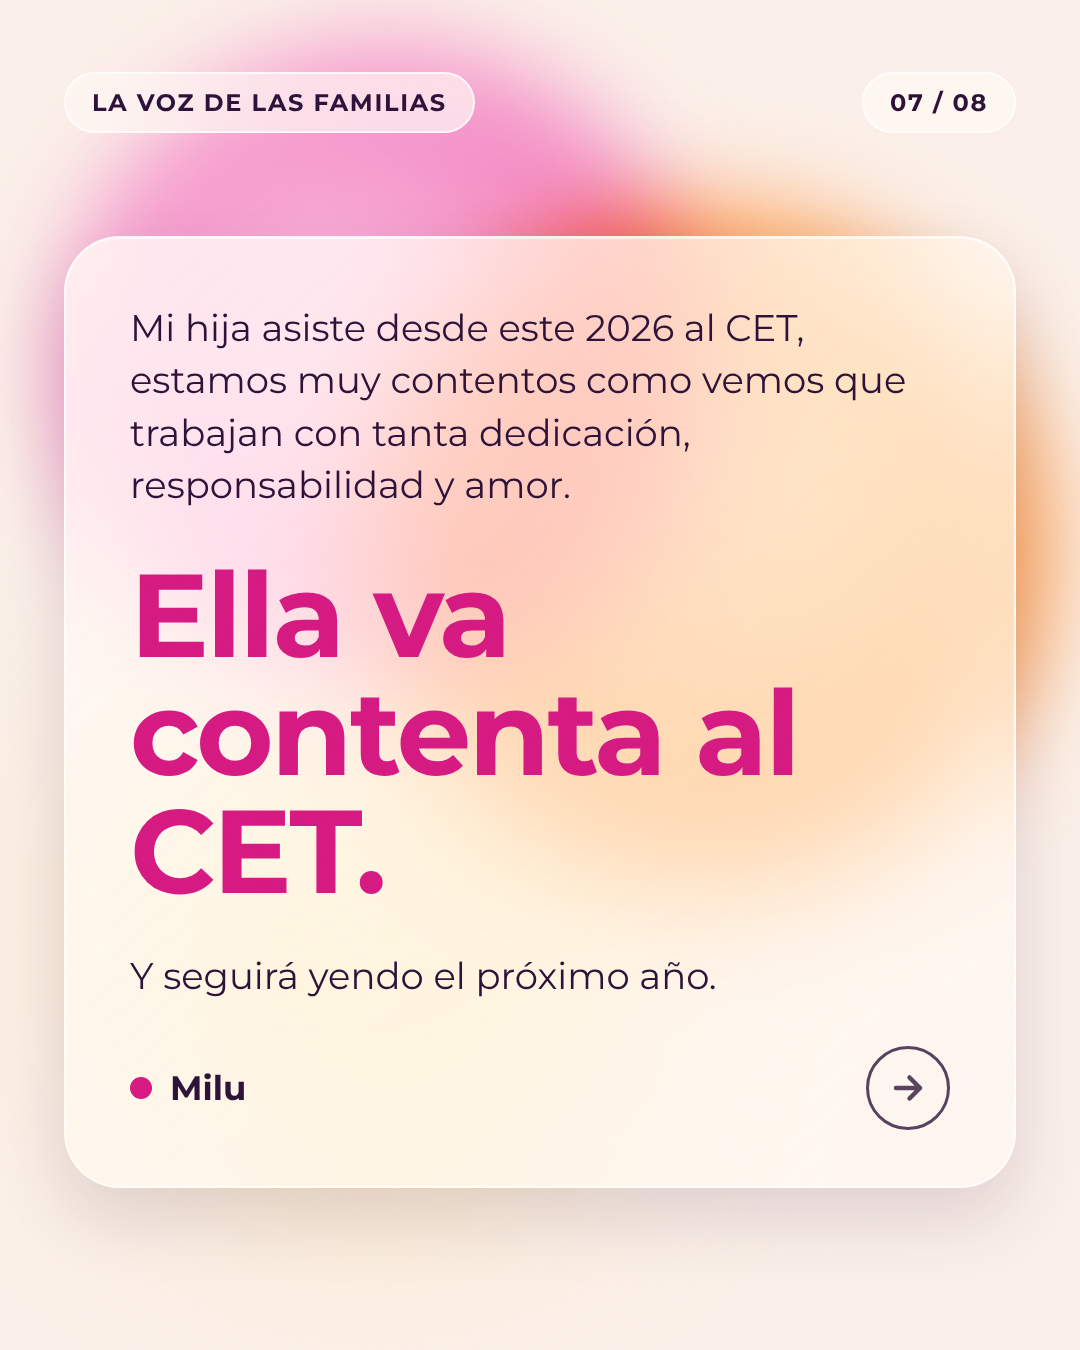 LA VOZ DE LAS FAMILIAS
07 / 08
Mi hija asiste desde este 2026 al CET,
estamos muy contentos como vemos que
trabajan con tanta dedicación,
responsabilidad y amor.
Ella va
contenta al
CET.
Y seguirá yendo el próximo año.
Milu